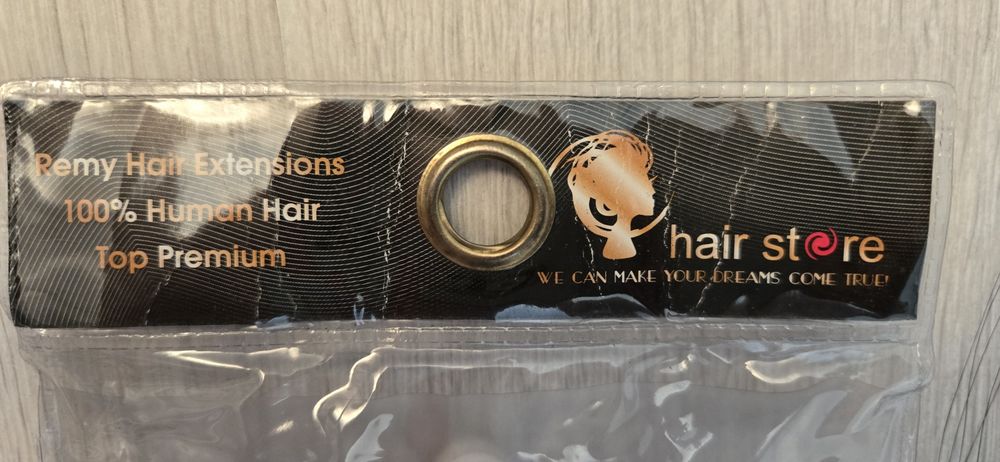 Remy Hair Extensions
100% Human Hair
Top Premium
hair store
WE CAN MAKE YOUR DREAMS COME TRUE!